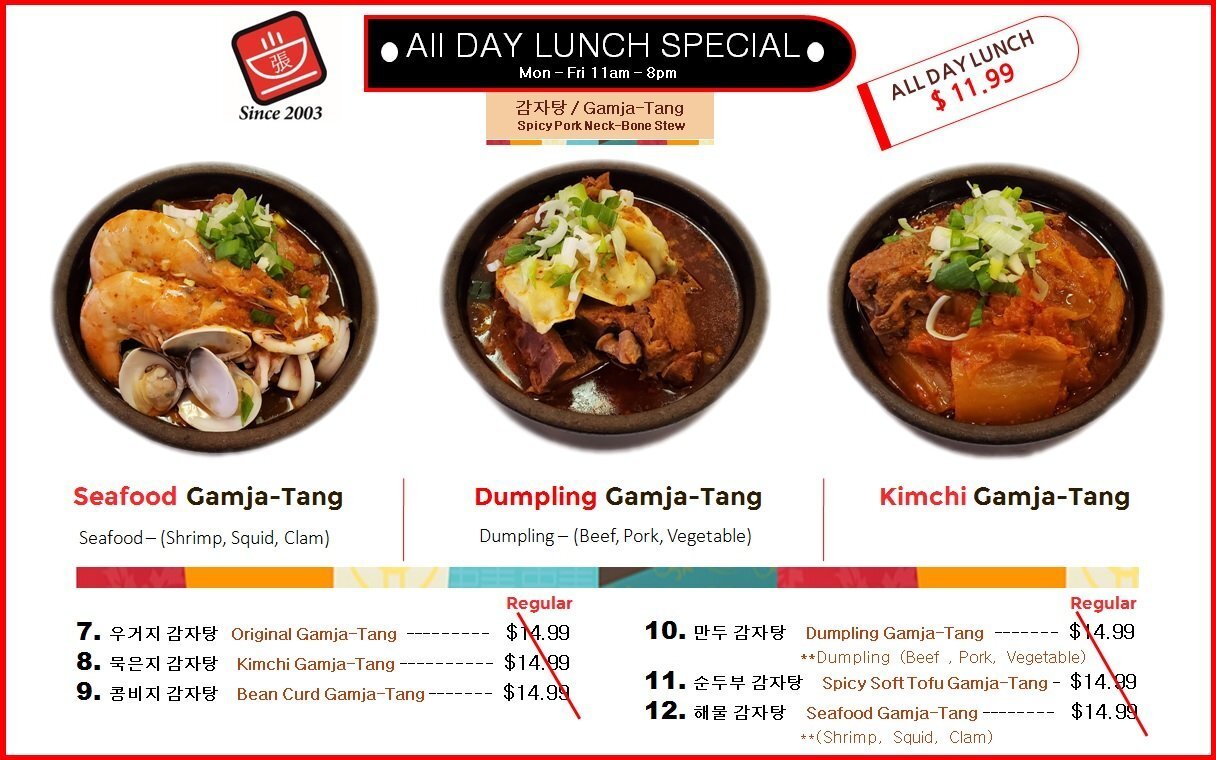 張
Since 2003
All DAY LUNCH SPECIAL
Mon – Fri 11am – 8pm
ALL DAY LUNCH
$ 11.99
감자탕 / Gamja-Tang
Spicy Pork Neck-Bone Stew
Seafood Gamja-Tang
Seafood – (Shrimp, Squid, Clam)
Dumpling Gamja-Tang
Dumpling – (Beef, Pork, Vegetable)
Kimchi Gamja-Tang
Regular
7. 우거지 감자탕 Original Gamja-Tang --------- $14.99
8. 묵은지 감자탕 Kimchi Gamja-Tang ---------- $14.99
9. 콩비지 감자탕 Bean Curd Gamja-Tang ------- $14.99
Regular
10. 만두 감자탕 Dumpling Gamja-Tang ------- $14.99
**Dumpling (Beef , Pork, Vegetable)
11. 순두부 감자탕 Spicy Soft Tofu Gamja-Tang - $14.99
12. 해물 감자탕 Seafood Gamja-Tang -------- $14.99
**(Shrimp, Squid, Clam)